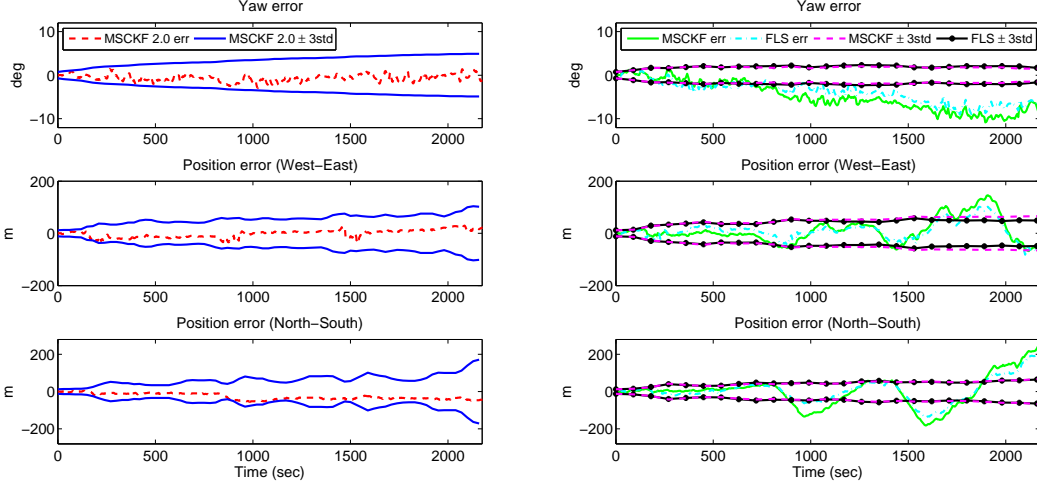 Yaw error
10
0
−10
deg
MSCKF 2.0 err
MSCKF 2.0 ± 3std
0
500
1000
1500
2000
Position error (West−East)
200
0
−200
m
0
500
1000
1500
2000
Position error (North−South)
200
0
−200
m
0
500
1000
1500
2000
Time (sec)
Yaw error
10
0
−10
deg
MSCKF err
FLS err
MSCKF ± 3std
FLS ± 3std
0
500
1000
1500
2000
Position error (West−East)
200
0
−200
m
0
500
1000
1500
2000
Position error (North−South)
200
0
−200
m
0
500
1000
1500
2000
Time (sec)